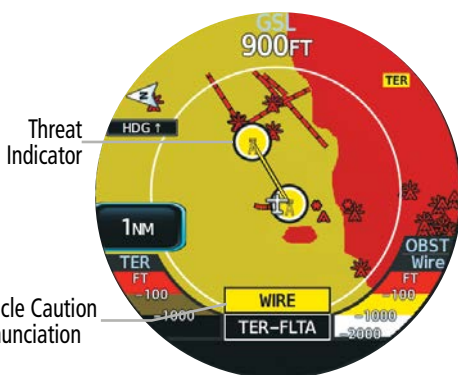 GSL
900FT
TER
N
HDG ↑
Threat
Indicator
1NM
TER
FT
-100
-1000
OBST
Wire
FT
-100
-1000
-2000
WIRE
TER-FLTA
cle Caution
nunciation